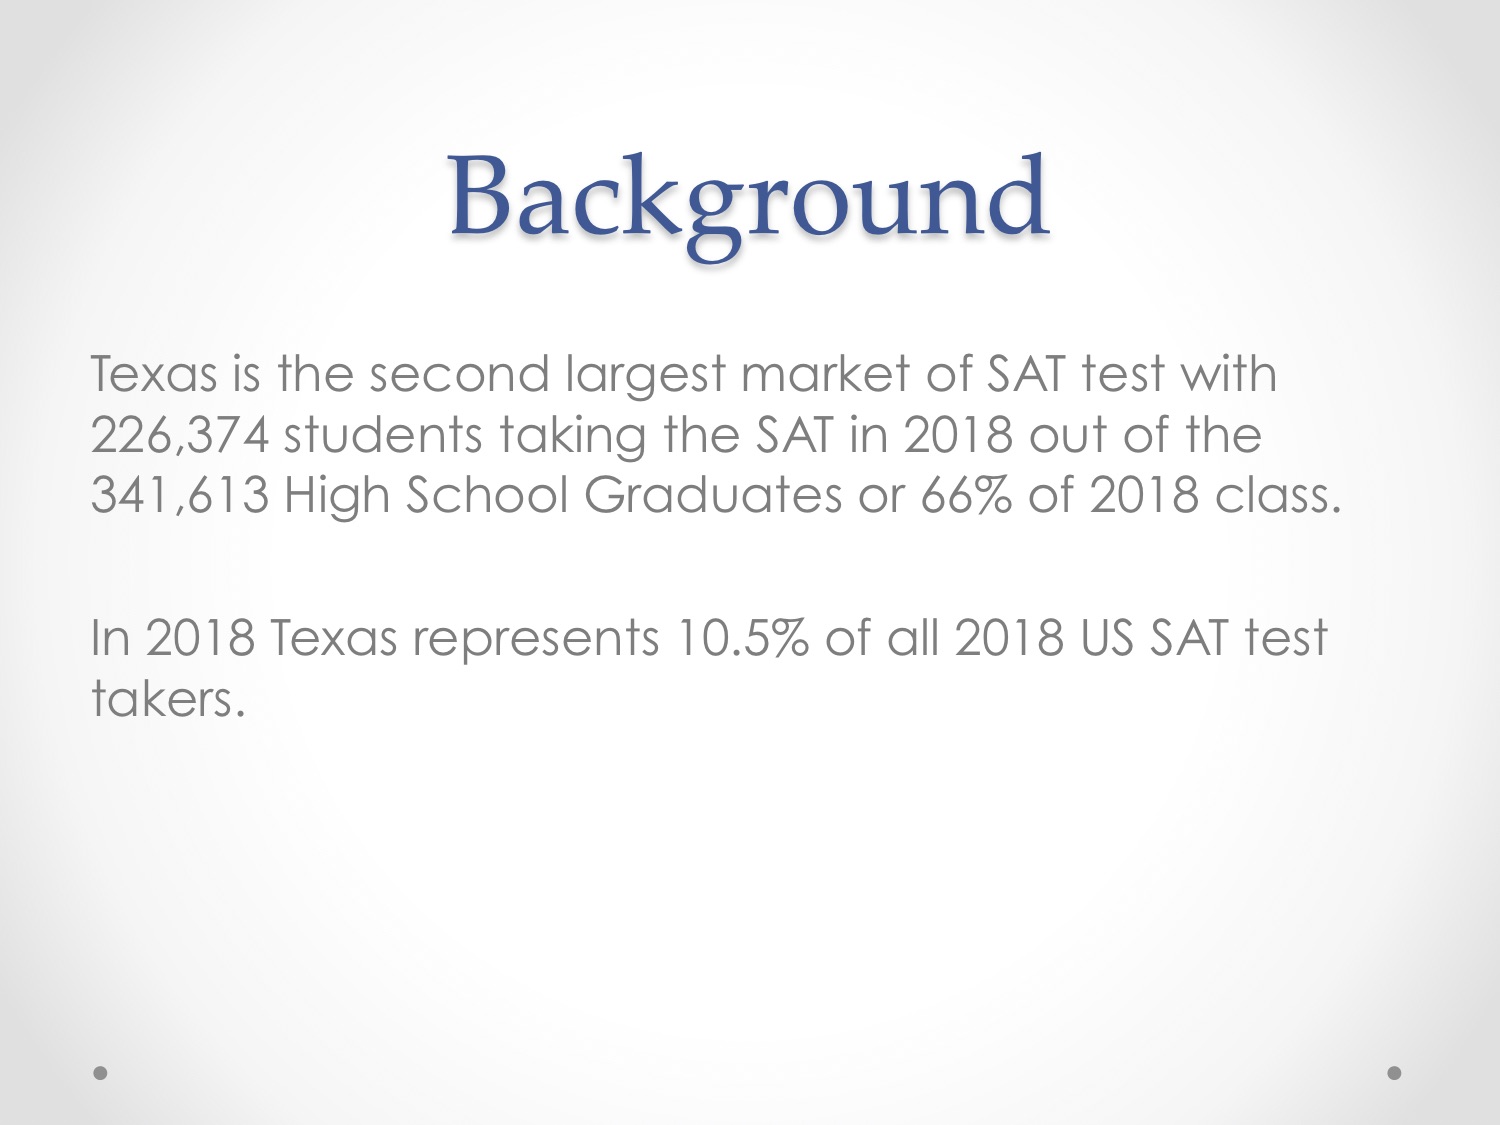 Background
Texas is the second largest market of SAT test with
226,374 students taking the SAT in 2018 out of the
341,613 High School Graduates or 66% of 2018 class.
In 2018 Texas represents 10.5% of all 2018 US SAT test
takers.